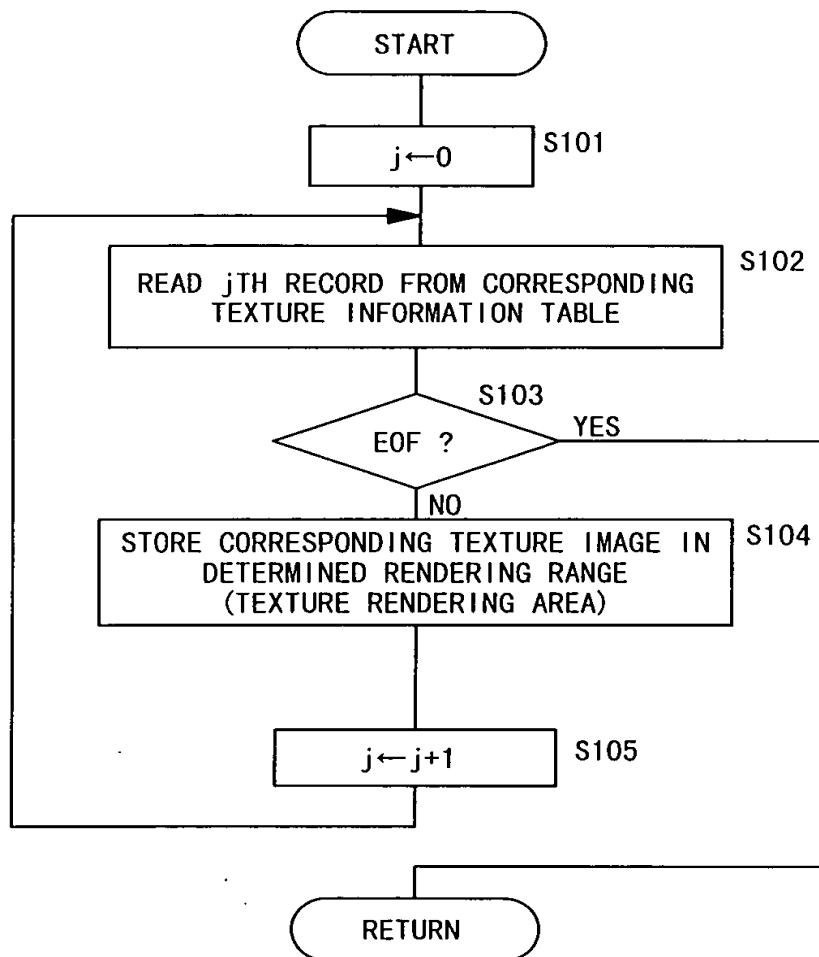 START
j←0
S101
READ jTH RECORD FROM CORRESPONDING
TEXTURE INFORMATION TABLE
S102
S103
EOF ?
YES
NO
STORE CORRESPONDING TEXTURE IMAGE IN
DETERMINED RENDERING RANGE
(TEXTURE RENDERING AREA)
S104
j←j+1
S105
RETURN